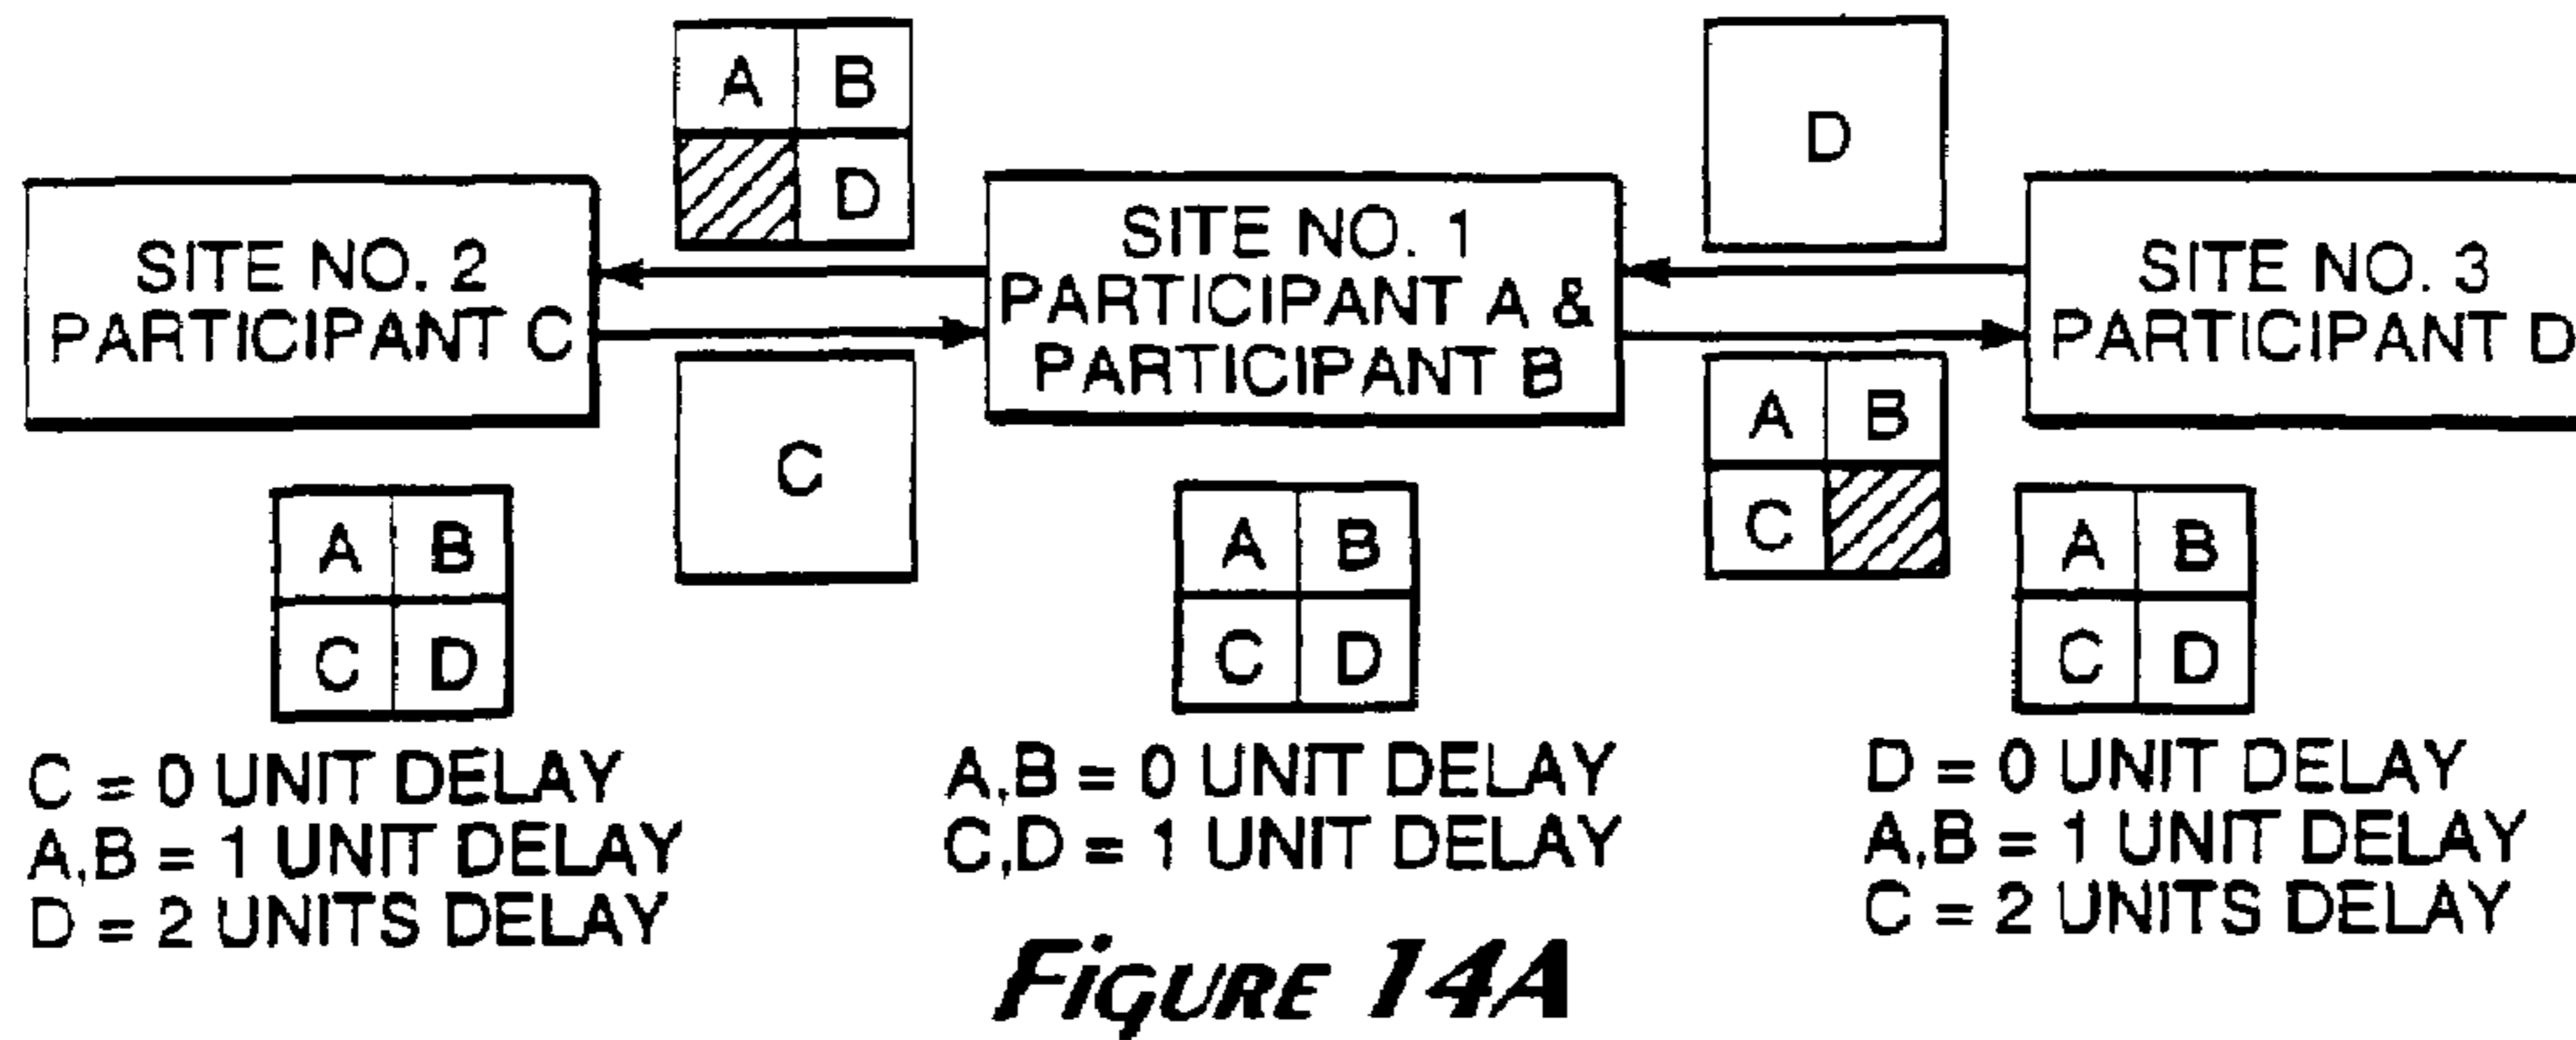 A B
D
D
SITE NO. 2
PARTICIPANT C
SITE NO. 1
PARTICIPANT A &
PARTICIPANT B
SITE NO. 3
PARTICIPANT D
C
A B
C
A B
C D
A B
C D
A B
C D
C = 0 UNIT DELAY
A,B = 1 UNIT DELAY
D = 2 UNITS DELAY
A,B = 0 UNIT DELAY
C,D = 1 UNIT DELAY
D = 0 UNIT DELAY
A,B = 1 UNIT DELAY
C = 2 UNITS DELAY
FIGURE 14A